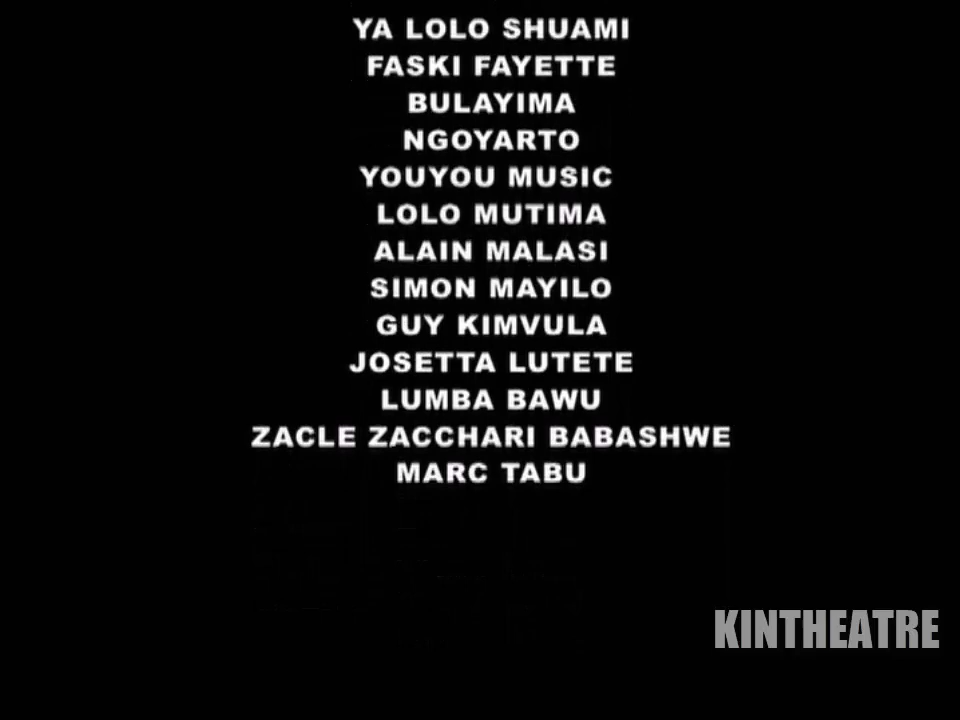 YA LOLO SHUAMI
FASKI FAYETTE
BULAYIMA
NGOYARTO
YOUYOU MUSIC
LOLO MUTIMA
ALAIN MALASI
SIMON MAYILO
GUY KIMVULA
JOSETTA LUTETE
LUMBA BAWU
ZACLE ZACCHARI BABASHWE
MARC TABU
KINTHEATRE